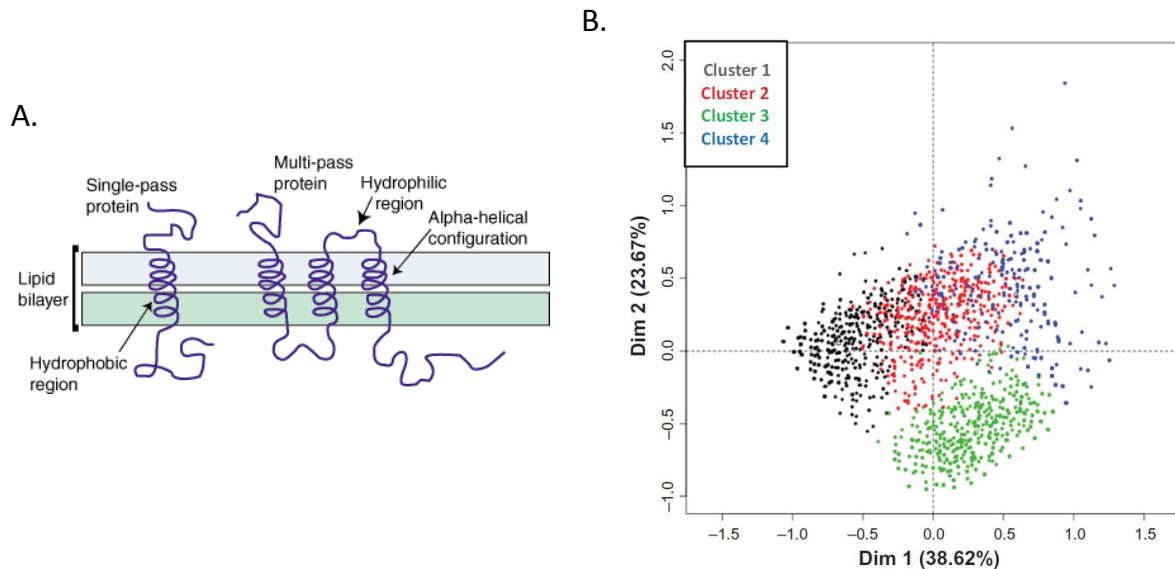 A.
Single-pass
protein
Multi-pass
protein
Hydrophilic
region
Alpha-helical
configuration
Lipid
bilayer
Hydrophobic
region
B.
Cluster 1
Cluster 2
Cluster 3
Cluster 4
Dim 2 (23.67%)
2.0
1.5
1.0
0.5
0.0
−0.5
−1.0
−1.5
−1.0
−0.5
0.0
0.5
1.0
1.5
Dim 1 (38.62%)